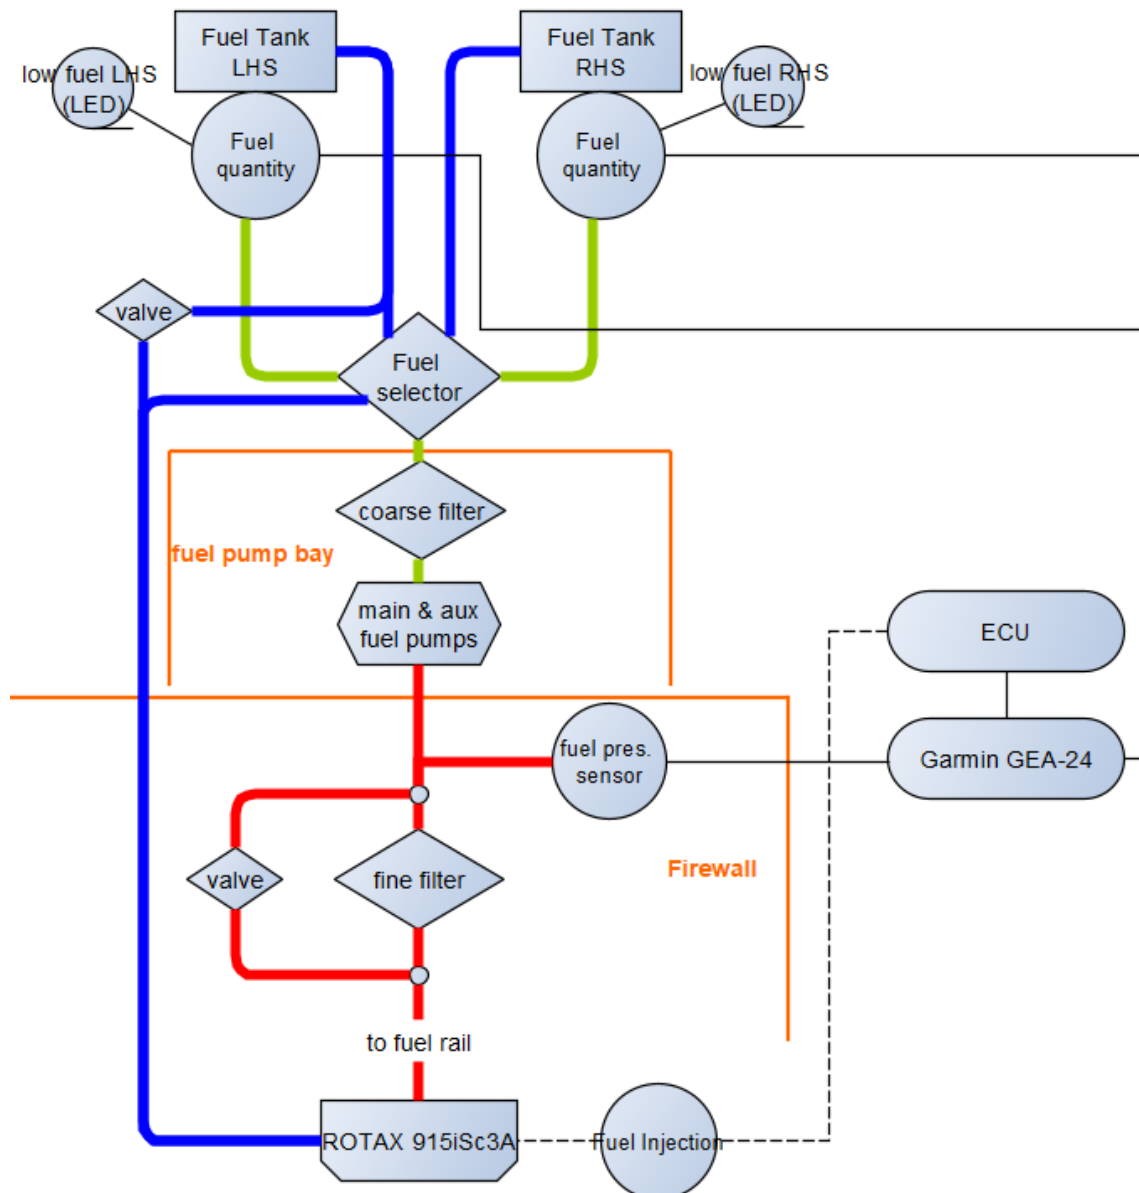 Fuel Tank
LHS
Fuel Tank
RHS
low fuel LHS
(LED)
low fuel RHS
(LED)
Fuel
quantity
Fuel
quantity
valve
Fuel
selector
coarse filter
fuel pump bay
main & aux
fuel pumps
ECU
fuel pres.
sensor
Garmin GEA-24
valve
fine filter
Firewall
to fuel rail
ROTAX 915iSc3A
Fuel Injection